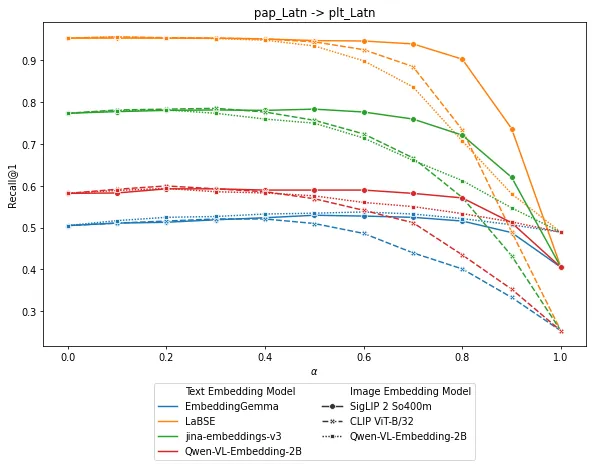 pap_Latn -> plt_Latn
Recall@1
0.9
0.8
0.7
0.6
0.5
0.4
0.3
0.0 0.2 0.4 0.6 0.8 1.0
α
Text Embedding Model Image Embedding Model
EmbeddingGemma SigLIP 2 So400m
LaBSE CLIP ViT-B/32
jina-embeddings-v3 Qwen-VL-Embedding-2B
Qwen-VL-Embedding-2B